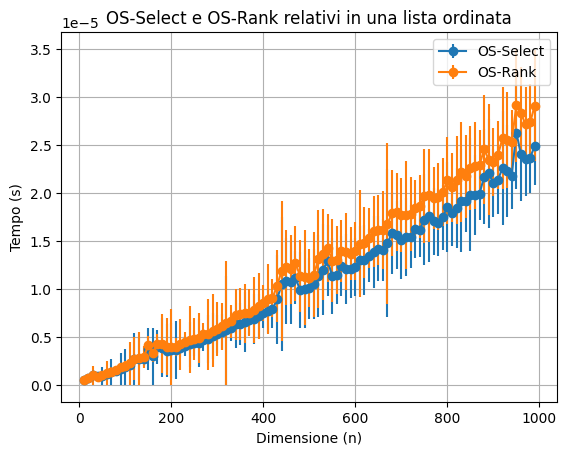 OS-Select e OS-Rank relativi in una lista ordinata
1e−5
3.5
3.0
2.5
2.0
1.5
1.0
0.5
0.0
Tempo (s)
OS-Select
OS-Rank
0 200 400 600 800 1000
Dimensione (n)